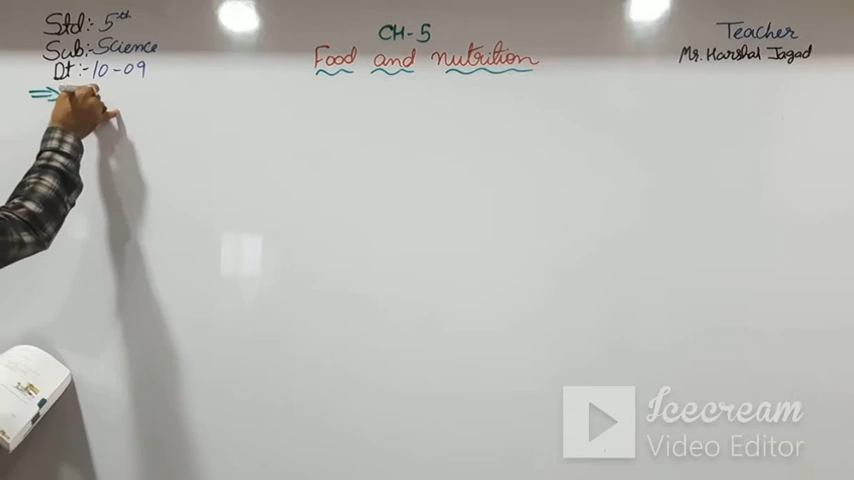 Std:- 5th
Sub:- Science
Dt:- 10-09
CH-5
Food and nutrition
Teacher
Mr. Harshal Jagad
Icecream
Video Editor